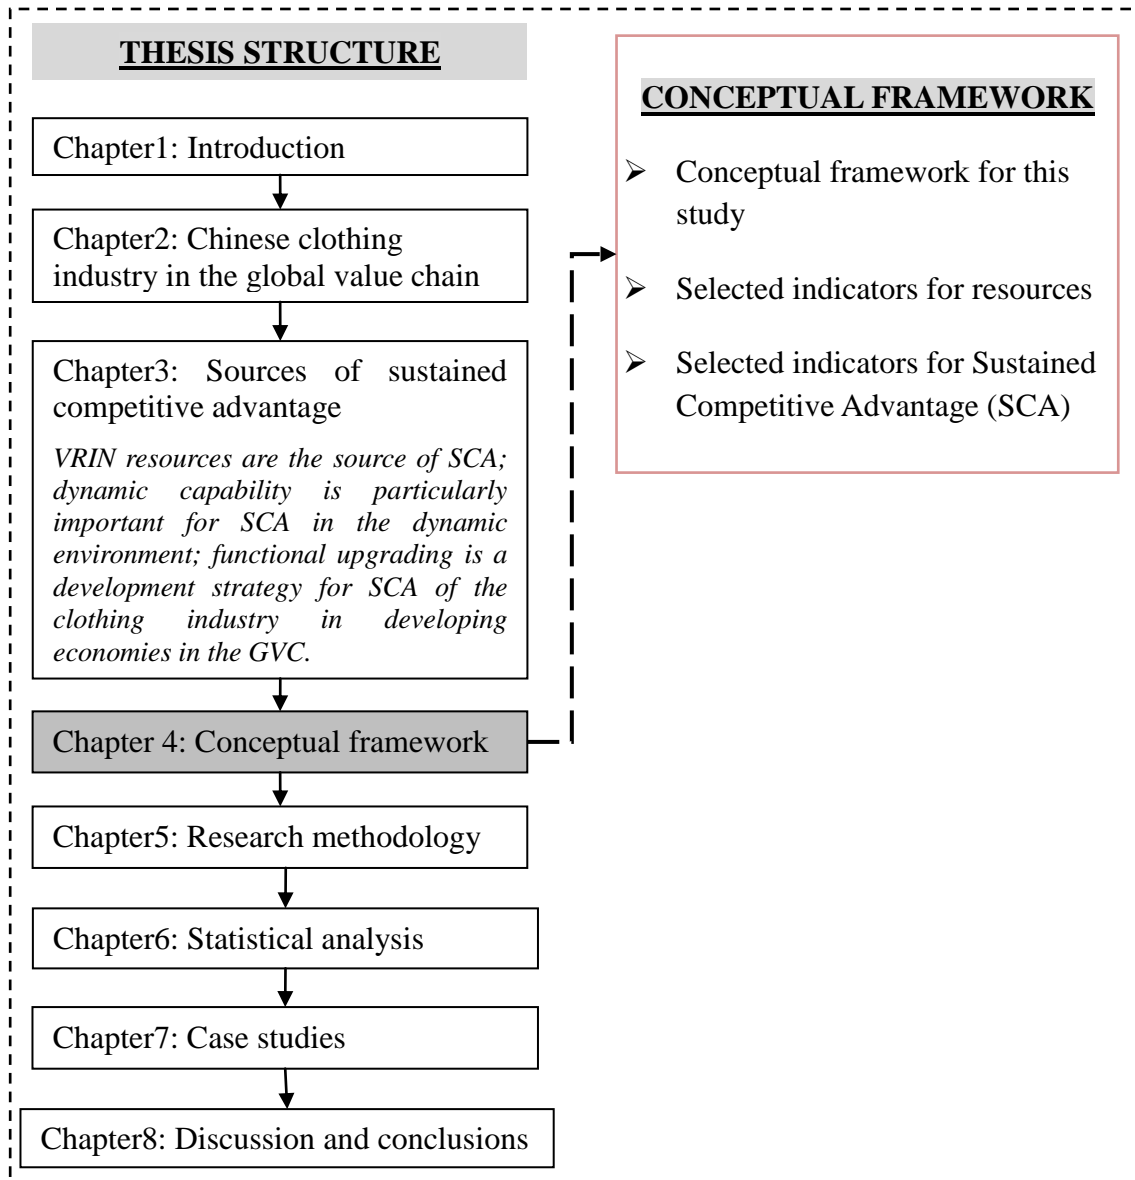 THESIS STRUCTURE
Chapter1: Introduction
Chapter2: Chinese clothing
industry in the global value chain
Chapter3: Sources of sustained
competitive advantage
VRIN resources are the source of SCA;
dynamic capability is particularly
important for SCA in the dynamic
environment; functional upgrading is a
development strategy for SCA of the
clothing industry in developing
economies in the GVC.
Chapter 4: Conceptual framework
Chapter5: Research methodology
Chapter6: Statistical analysis
Chapter7: Case studies
Chapter8: Discussion and conclusions
CONCEPTUAL FRAMEWORK
➢ Conceptual framework for this
study
➢ Selected indicators for resources
➢ Selected indicators for Sustained
Competitive Advantage (SCA)